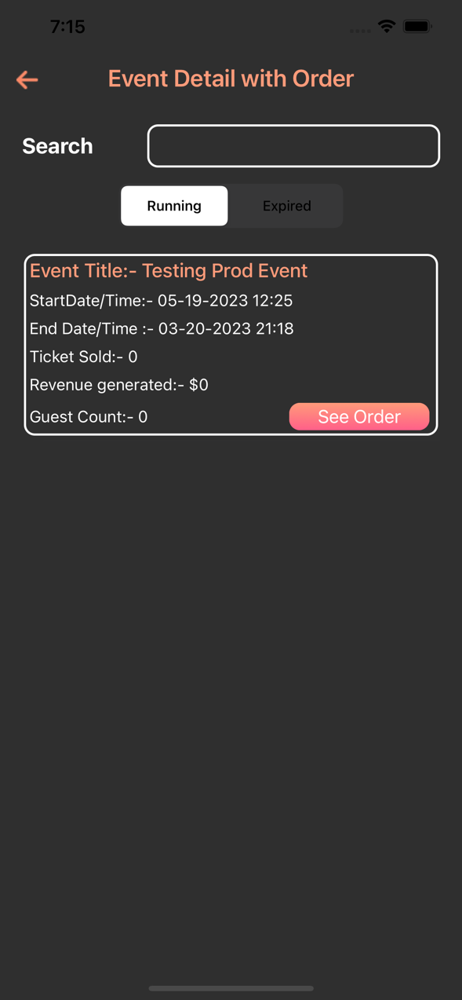 7:15
Event Detail with Order
Search
Running Expired
Event Title:- Testing Prod Event
StartDate/Time:- 05-19-2023 12:25
End Date/Time :- 03-20-2023 21:18
Ticket Sold:- 0
Revenue generated:- $0
Guest Count:- 0 See Order